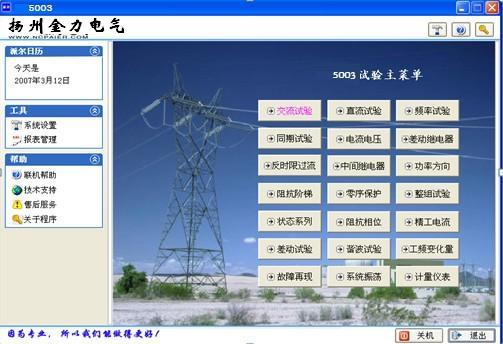 5003
扬州金力电气
WWW.NCPAIER.COM
派尔日历
今天是
2007年3月12日
工具
系统设置
报表管理
帮助
联机帮助
技术支持
售后服务
关于程序
5003 试验主菜单
交流试验 直流试验 频率试验
同期试验 电流电压 差动继电器
反时限过流 中间继电器 功率方向
阻抗阶梯 零序保护 整组试验
状态系列 阻抗相位 精工电流
差动试验 谐波试验 工频变化量
故障再现 系统振荡 计量仪表
因为专业，所以我们能做得更好！
关机 退出